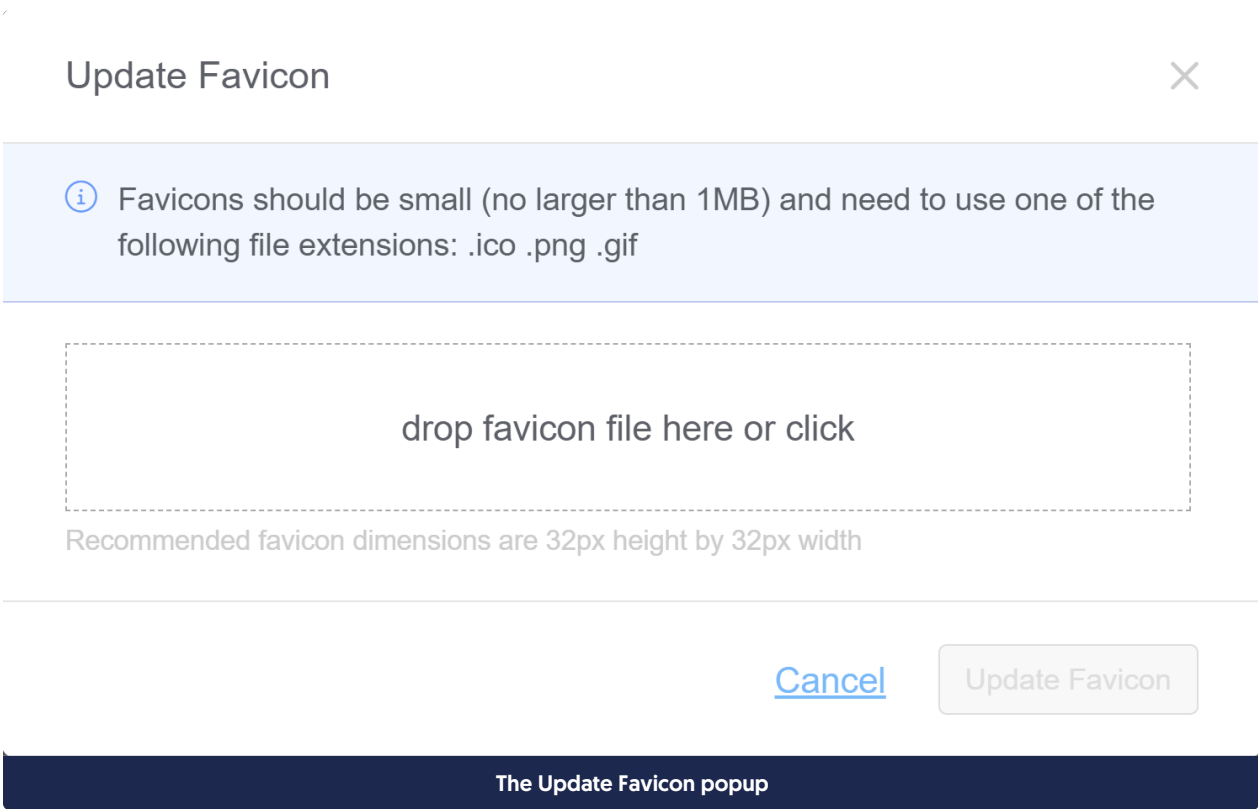 Update Favicon
Favicons should be small (no larger than 1MB) and need to use one of the
following file extensions: .ico .png .gif
drop favicon file here or click
Recommended favicon dimensions are 32px height by 32px width
Cancel
Update Favicon
The Update Favicon popup